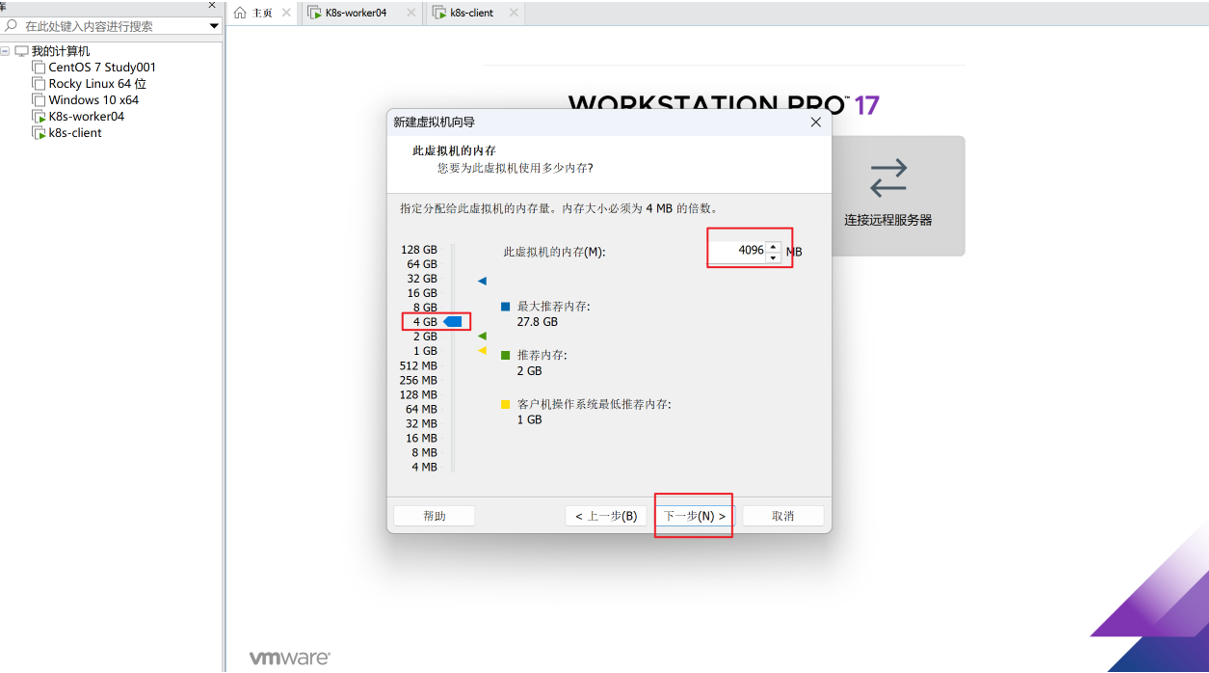 库
主页
K8s-worker04
k8s-client
在此处键入内容进行搜索
我的计算机
CentOS 7 Study001
Rocky Linux 64 位
Windows 10 x64
K8s-worker04
k8s-client
WORKSTATION PRO™ 17
连接远程服务器
新建虚拟机向导
此虚拟机的内存
您要为此虚拟机使用多少内存?
指定分配给此虚拟机的内存量。内存大小必须为 4 MB 的倍数。
128 GB
64 GB
32 GB
16 GB
8 GB
4 GB
2 GB
1 GB
512 MB
256 MB
128 MB
64 MB
32 MB
16 MB
8 MB
4 MB
此虚拟机的内存(M):
4096
MB
最大推荐内存:
27.8 GB
推荐内存:
2 GB
客户机操作系统最低推荐内存:
1 GB
帮助
< 上一步(B)
下一步(N) >
取消
vmware®